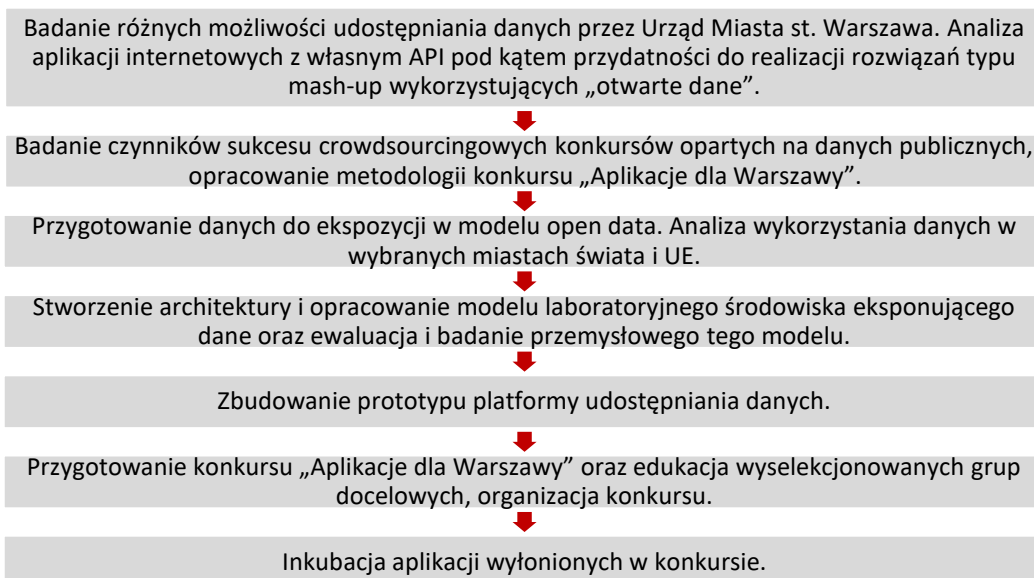 Badanie różnych możliwości udostępniania danych przez Urząd Miasta st. Warszawa. Analiza
aplikacji internetowych z własnym API pod kątem przydatności do realizacji rozwiązań typu
mash-up wykorzystujących „otwarte dane”.
Badanie czynników sukcesu crowdsourcingowych konkursów opartych na danych publicznych,
opracowanie metodologii konkursu „Aplikacje dla Warszawy”.
Przygotowanie danych do ekspozycji w modelu open data. Analiza wykorzystania danych w
wybranych miastach świata i UE.
Stworzenie architektury i opracowanie modelu laboratoryjnego środowiska eksponującego
dane oraz ewaluacja i badanie przemysłowego tego modelu.
Zbudowanie prototypu platformy udostępniania danych.
Przygotowanie konkursu „Aplikacje dla Warszawy” oraz edukacja wyselekcjonowanych grup
docelowych, organizacja konkursu.
Inkubacja aplikacji wyłonionych w konkursie.